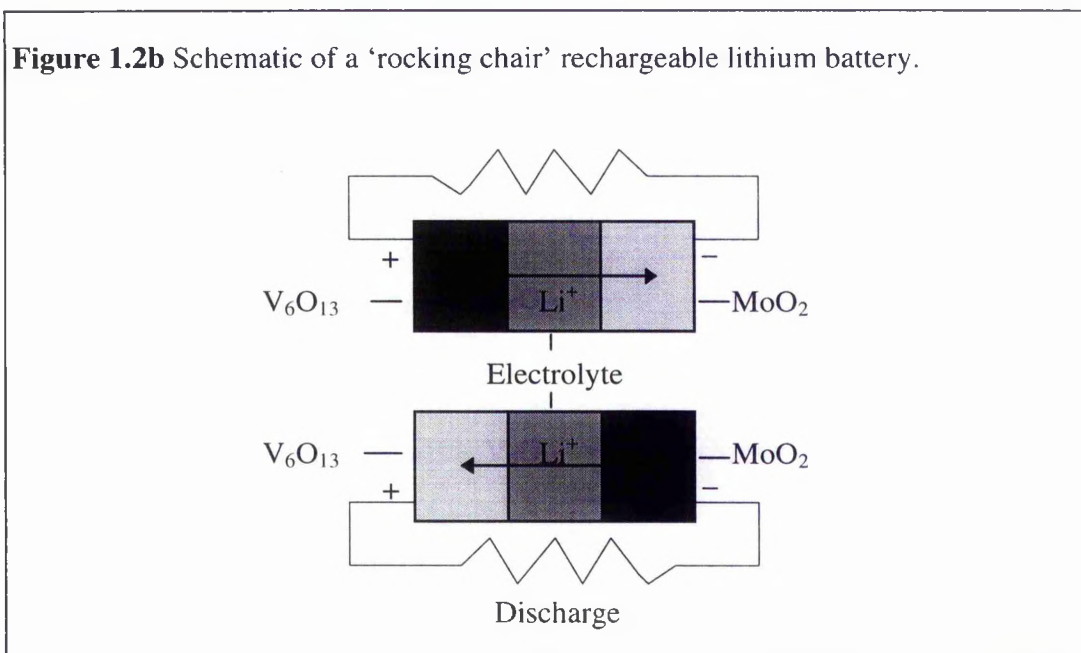 Figure 1.2b Schematic of a ‘rocking chair’ rechargeable lithium battery.
+ −
Li⁺
V₆O₁₃ MoO₂
Electrolyte
Li⁺
V₆O₁₃ MoO₂
+ −
Discharge